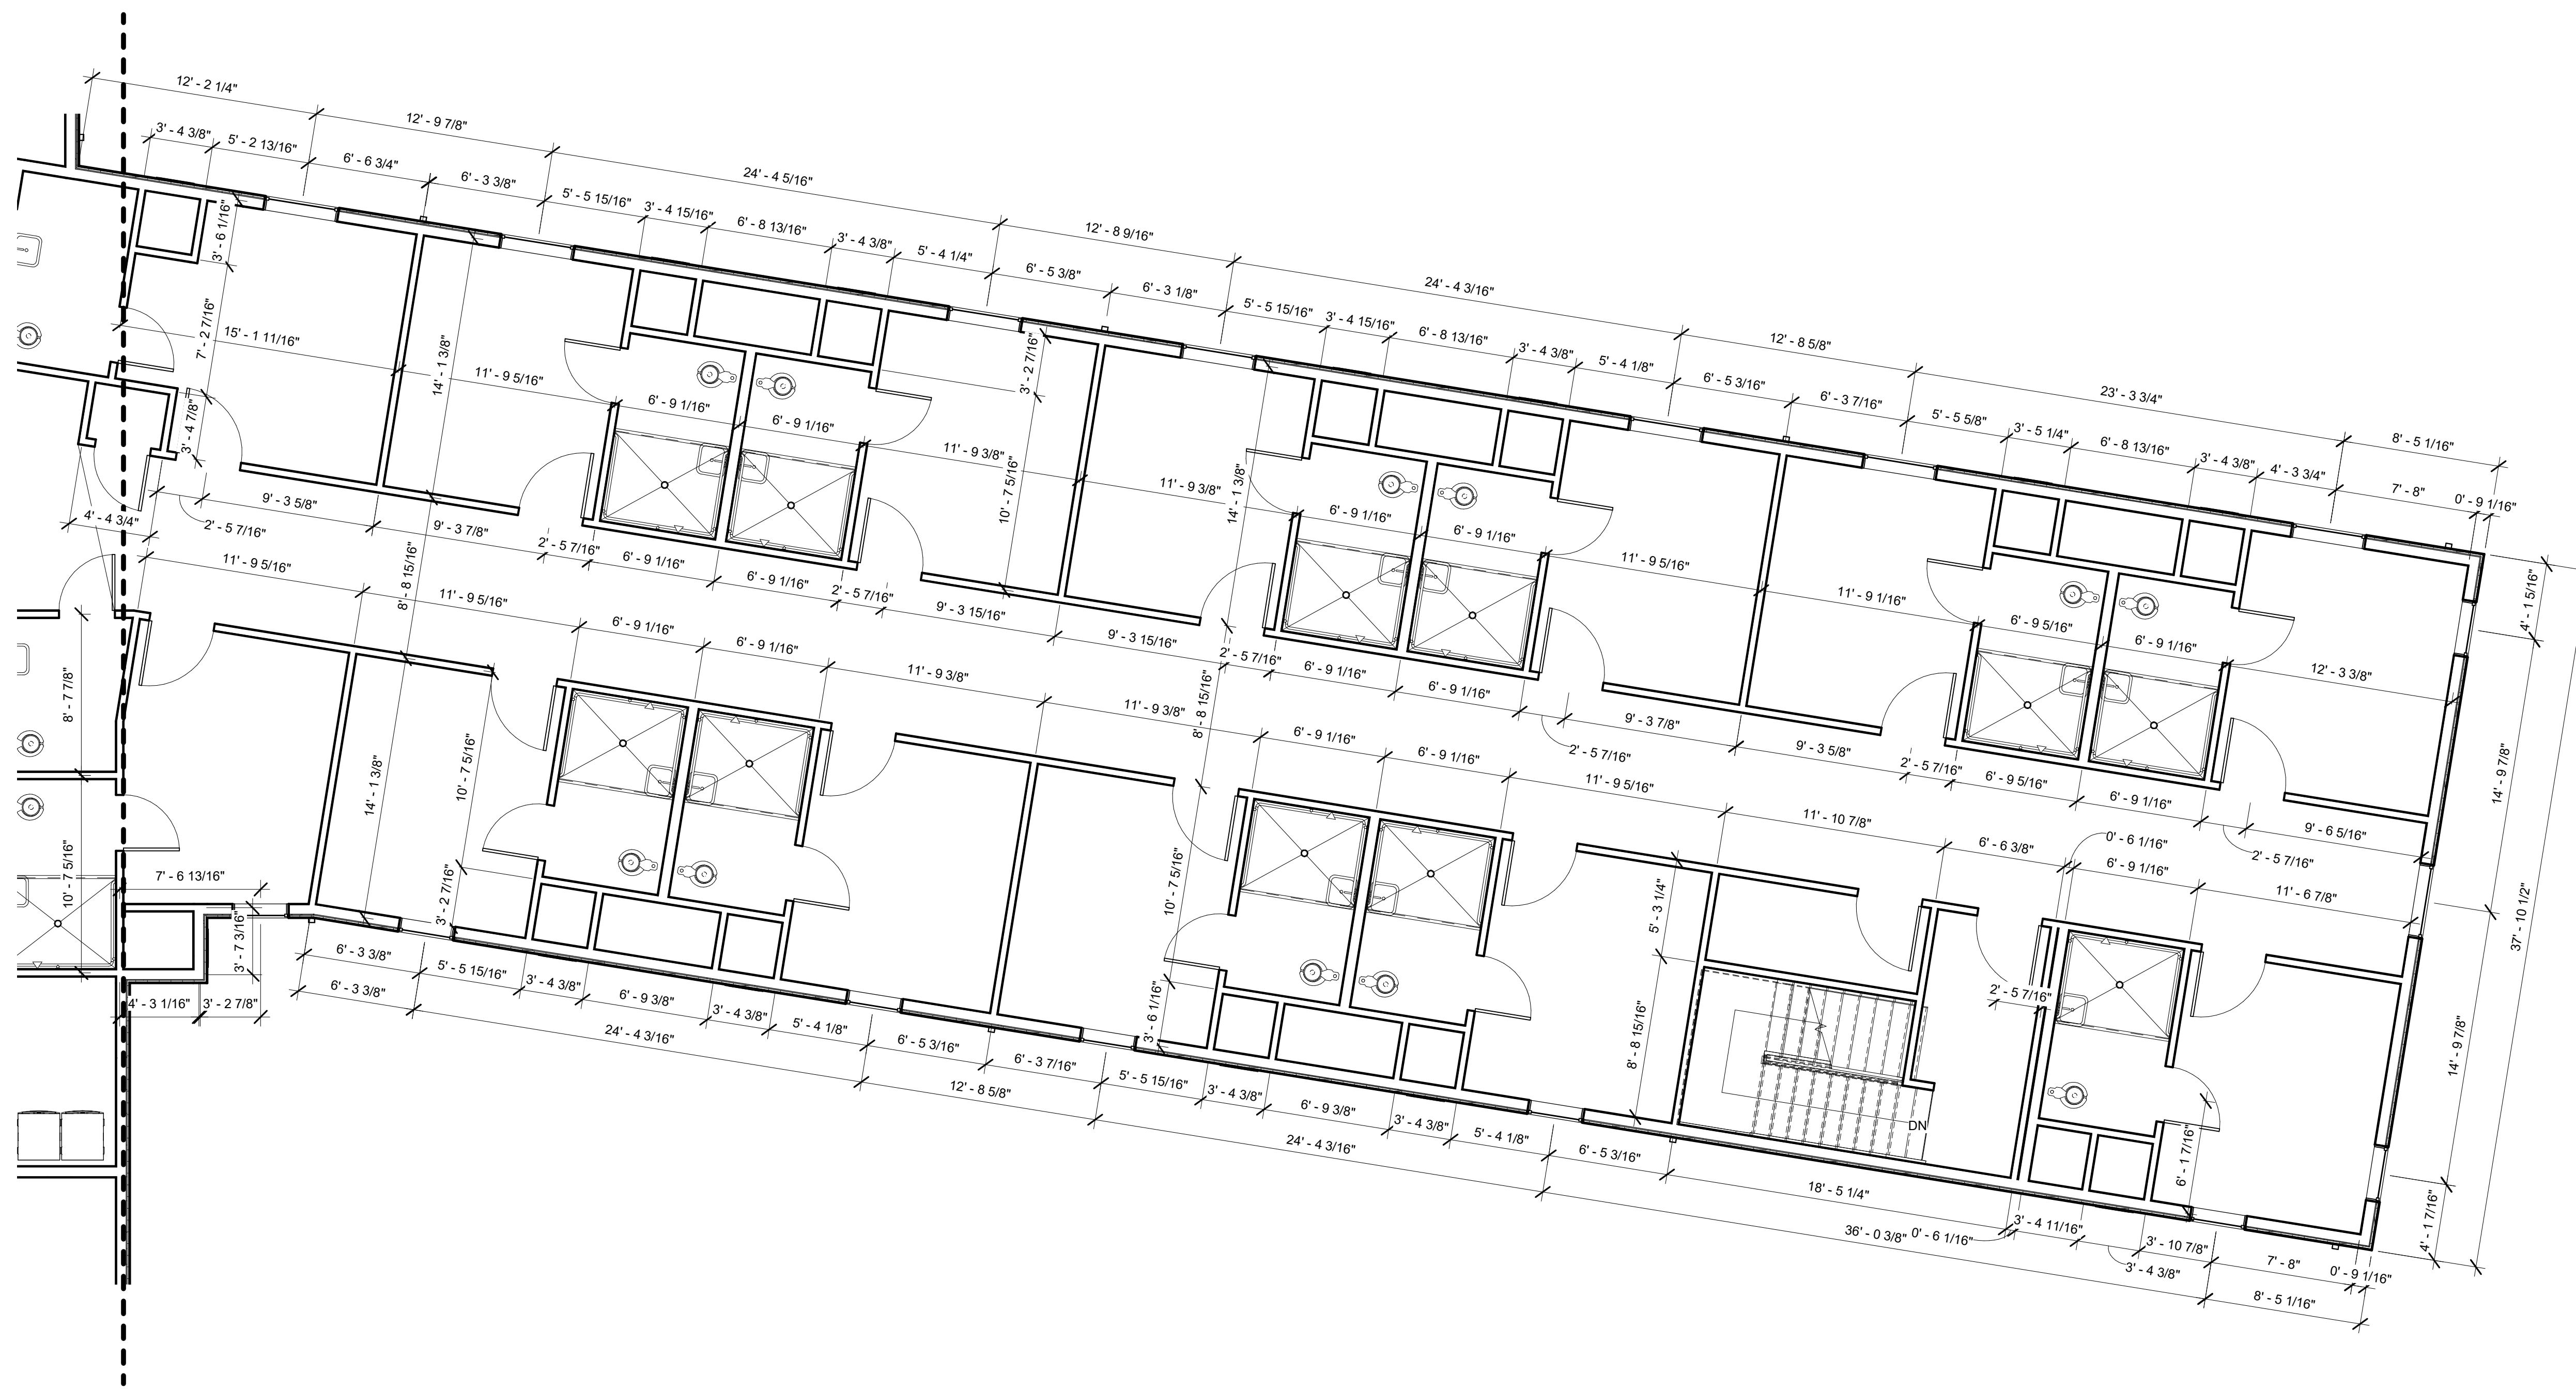 12' - 2 1/4"
12' - 9 7/8"
24' - 4 5/16"
12' - 8 9/16"
24' - 4 3/16"
12' - 8 5/8"
23' - 3 3/4"
8' - 5 1/16"
3' - 4 3/8"
5' - 2 13/16"
6' - 6 3/4"
6' - 3 3/8"
5' - 5 15/16"
3' - 4 15/16"
6' - 8 13/16"
3' - 4 3/8"
5' - 4 1/4"
6' - 5 3/8"
6' - 3 1/8"
5' - 5 15/16"
3' - 4 15/16"
6' - 8 13/16"
3' - 4 3/8"
5' - 4 1/8"
6' - 5 3/16"
6' - 3 7/16"
5' - 5 5/8"
3' - 5 1/4"
6' - 8 13/16"
3' - 4 3/8"
4' - 3 3/4"
7' - 8"
0' - 9 1/16"
3' - 6 1/16"
7' - 2 7/16"
3' - 4 7/8"
15' - 1 11/16"
14' - 1 3/8"
11' - 9 5/16"
6' - 9 1/16"
6' - 9 1/16"
11' - 9 3/8"
3' - 2 7/16"
10' - 7 5/16"
11' - 9 3/8"
14' - 1 3/8"
6' - 9 1/16"
6' - 9 1/16"
11' - 9 5/16"
11' - 9 1/16"
6' - 9 5/16"
6' - 9 1/16"
12' - 3 3/8"
4' - 1 5/16"
14' - 9 7/8"
37' - 10 1/2"
14' - 9 7/8"
4' - 1 7/16"
4' - 4 3/4"
2' - 5 7/16"
9' - 3 5/8"
9' - 3 7/8"
2' - 5 7/16"
6' - 9 1/16"
6' - 9 1/16"
2' - 5 7/16"
9' - 3 15/16"
9' - 3 15/16"
2' - 5 7/16"
6' - 9 1/16"
6' - 9 1/16"
2' - 5 7/16"
9' - 3 7/8"
9' - 3 5/8"
2' - 5 7/16"
6' - 9 5/16"
6' - 9 1/16"
2' - 5 7/16"
9' - 6 5/16"
8' - 8 15/16"
8' - 8 15/16"
11' - 9 5/16"
11' - 9 5/16"
6' - 9 1/16"
6' - 9 1/16"
11' - 9 3/8"
11' - 9 3/8"
6' - 9 1/16"
6' - 9 1/16"
11' - 9 5/16"
11' - 10 7/8"
6' - 6 3/8"
0' - 6 1/16"
6' - 9 1/16"
11' - 6 7/8"
8' - 7 7/8"
10' - 7 5/16"
7' - 6 13/16"
3' - 7 3/16"
4' - 3 1/16"
3' - 2 7/8"
14' - 1 3/8"
10' - 7 5/16"
3' - 2 7/16"
10' - 7 5/16"
3' - 6 1/16"
5' - 3 1/4"
8' - 8 15/16"
DN
2' - 5 7/16"
6' - 1 7/16"
6' - 3 3/8"
5' - 5 15/16"
3' - 4 3/8"
6' - 9 3/8"
3' - 4 3/8"
5' - 4 1/8"
6' - 5 3/16"
6' - 3 7/16"
5' - 5 15/16"
3' - 4 3/8"
6' - 9 3/8"
3' - 4 3/8"
5' - 4 1/8"
6' - 5 3/16"
18' - 5 1/4"
0' - 6 1/16"
3' - 4 11/16"
3' - 4 3/8"
3' - 10 7/8"
7' - 8"
0' - 9 1/16"
6' - 3 3/8"
24' - 4 3/16"
12' - 8 5/8"
24' - 4 3/16"
36' - 0 3/8"
8' - 5 1/16"